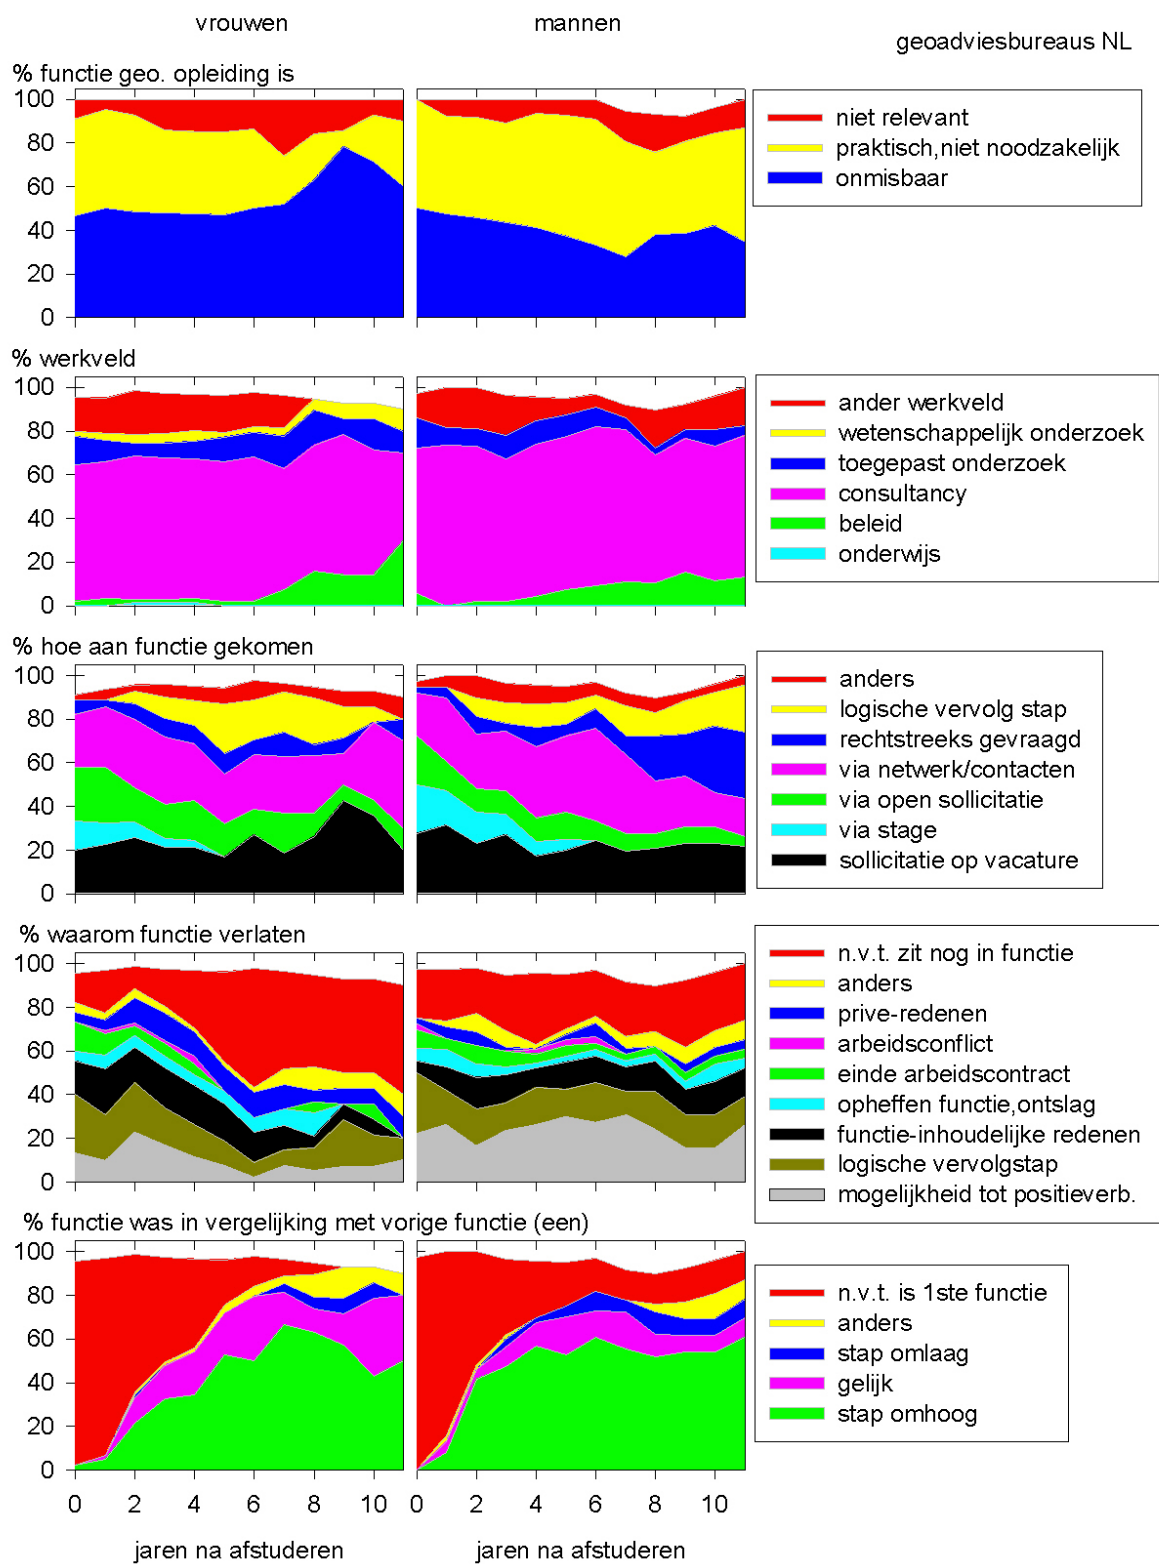 vrouwen mannen
geoadviesbureaus NL
% functie geo. opleiding is
100
80
60
40
20
0
niet relevant
praktisch,niet noodzakelijk
onmisbaar
% werkveld
100
80
60
40
20
0
ander werkveld
wetenschappelijk onderzoek
toegepast onderzoek
consultancy
beleid
onderwijs
% hoe aan functie gekomen
100
80
60
40
20
0
anders
logische vervolg stap
rechtstreeks gevraagd
via netwerk/contacten
via open sollicitatie
via stage
sollicitatie op vacature
% waarom functie verlaten
100
80
60
40
20
0
n.v.t. zit nog in functie
anders
prive-redenen
arbeidsconflict
einde arbeidscontract
opheffen functie,ontslag
functie-inhoudelijke redenen
logische vervolgstap
mogelijkheid tot positieverb.
% functie was in vergelijking met vorige functie (een)
100
80
60
40
20
0
n.v.t. is 1ste functie
anders
stap omlaag
gelijk
stap omhoog
0 2 4 6 8 10 0 2 4 6 8 10
jaren na afstuderen jaren na afstuderen